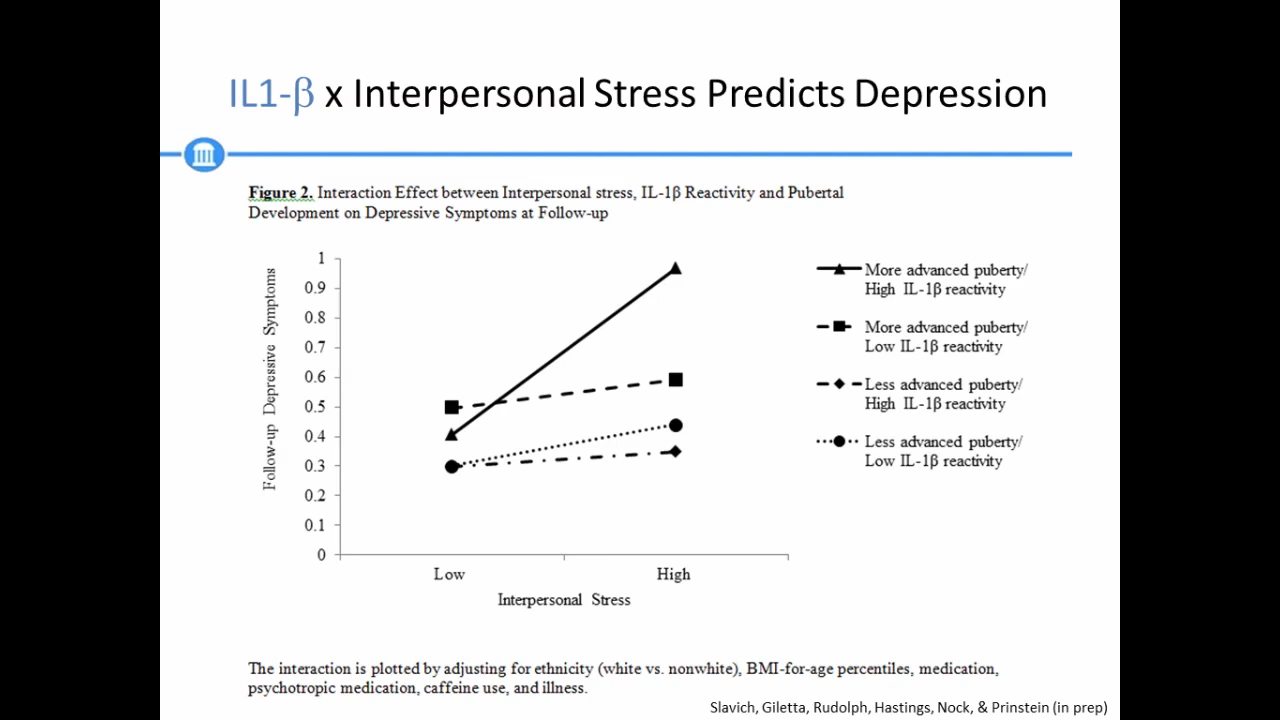 IL1-β x Interpersonal Stress Predicts Depression
Figure 2. Interaction Effect between Interpersonal stress, IL-1β Reactivity and Pubertal
Development on Depressive Symptoms at Follow-up
Follow-up Depressive Symptoms
1
0.9
0.8
0.7
0.6
0.5
0.4
0.3
0.2
0.1
0
Low
High
Interpersonal Stress
More advanced puberty/
High IL-1β reactivity
More advanced puberty/
Low IL-1β reactivity
Less advanced puberty/
High IL-1β reactivity
Less advanced puberty/
Low IL-1β reactivity
The interaction is plotted by adjusting for ethnicity (white vs. nonwhite), BMI-for-age percentiles, medication,
psychotropic medication, caffeine use, and illness.
Slavich, Giletta, Rudolph, Hastings, Nock, & Prinstein (in prep)